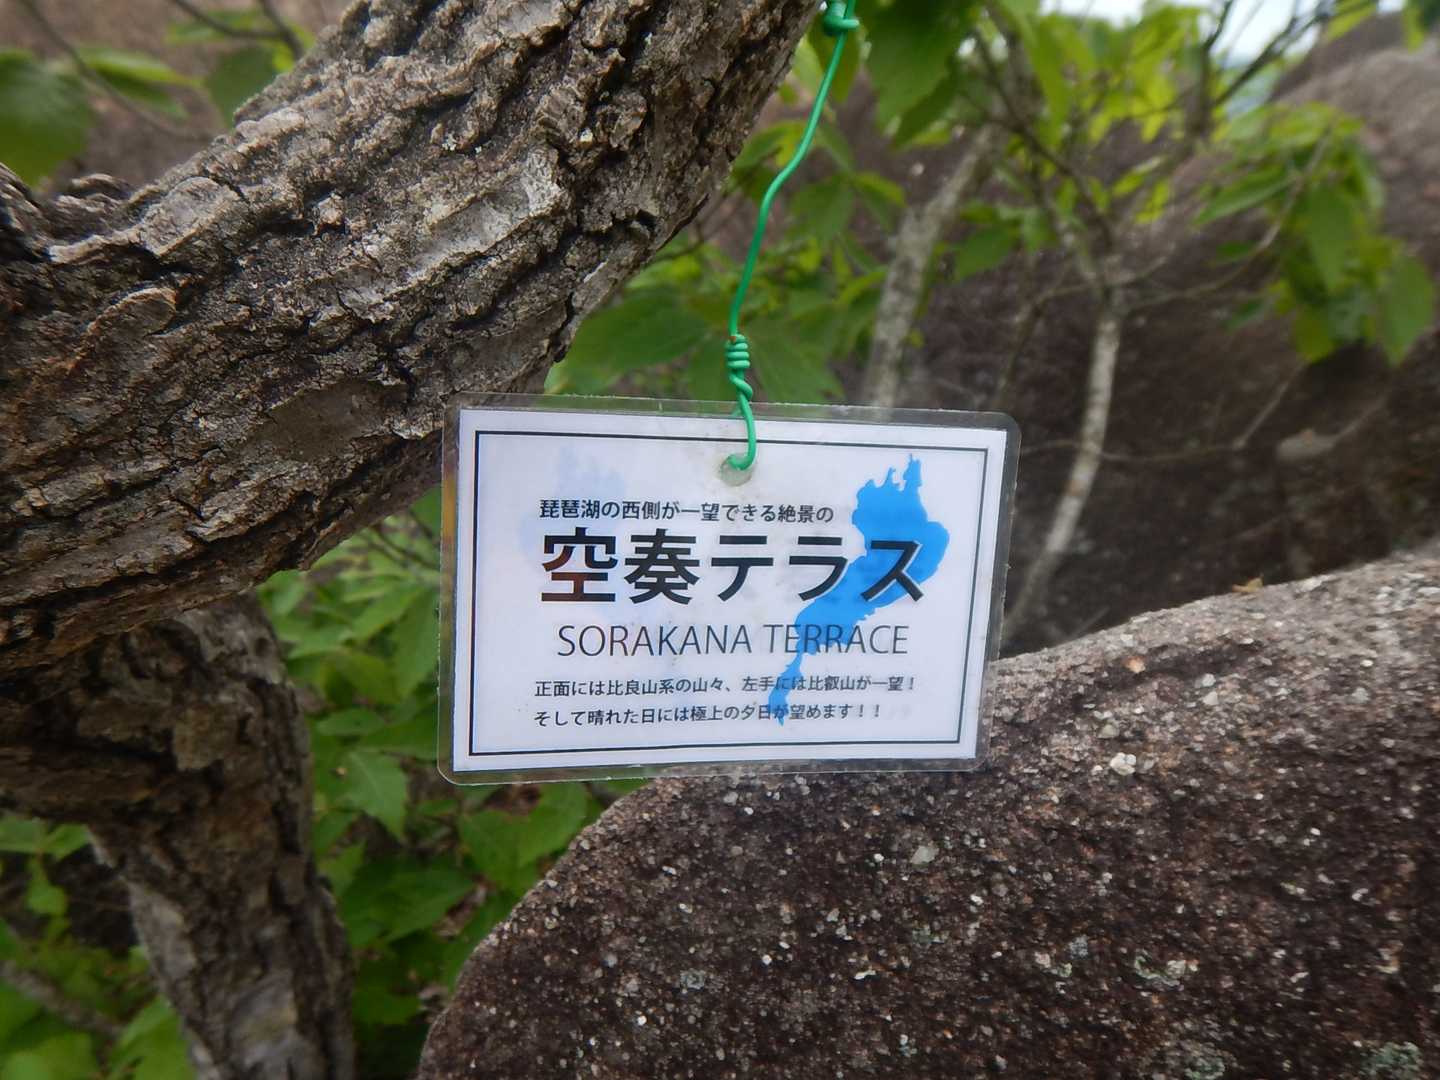 琵琶湖の西側が一望できる絶景の
空奏テラス
SORAKANA TERRACE
正面には比良山系の山々、左手には比叡山が一望！
そして晴れた日には極上の夕日が望めます！！